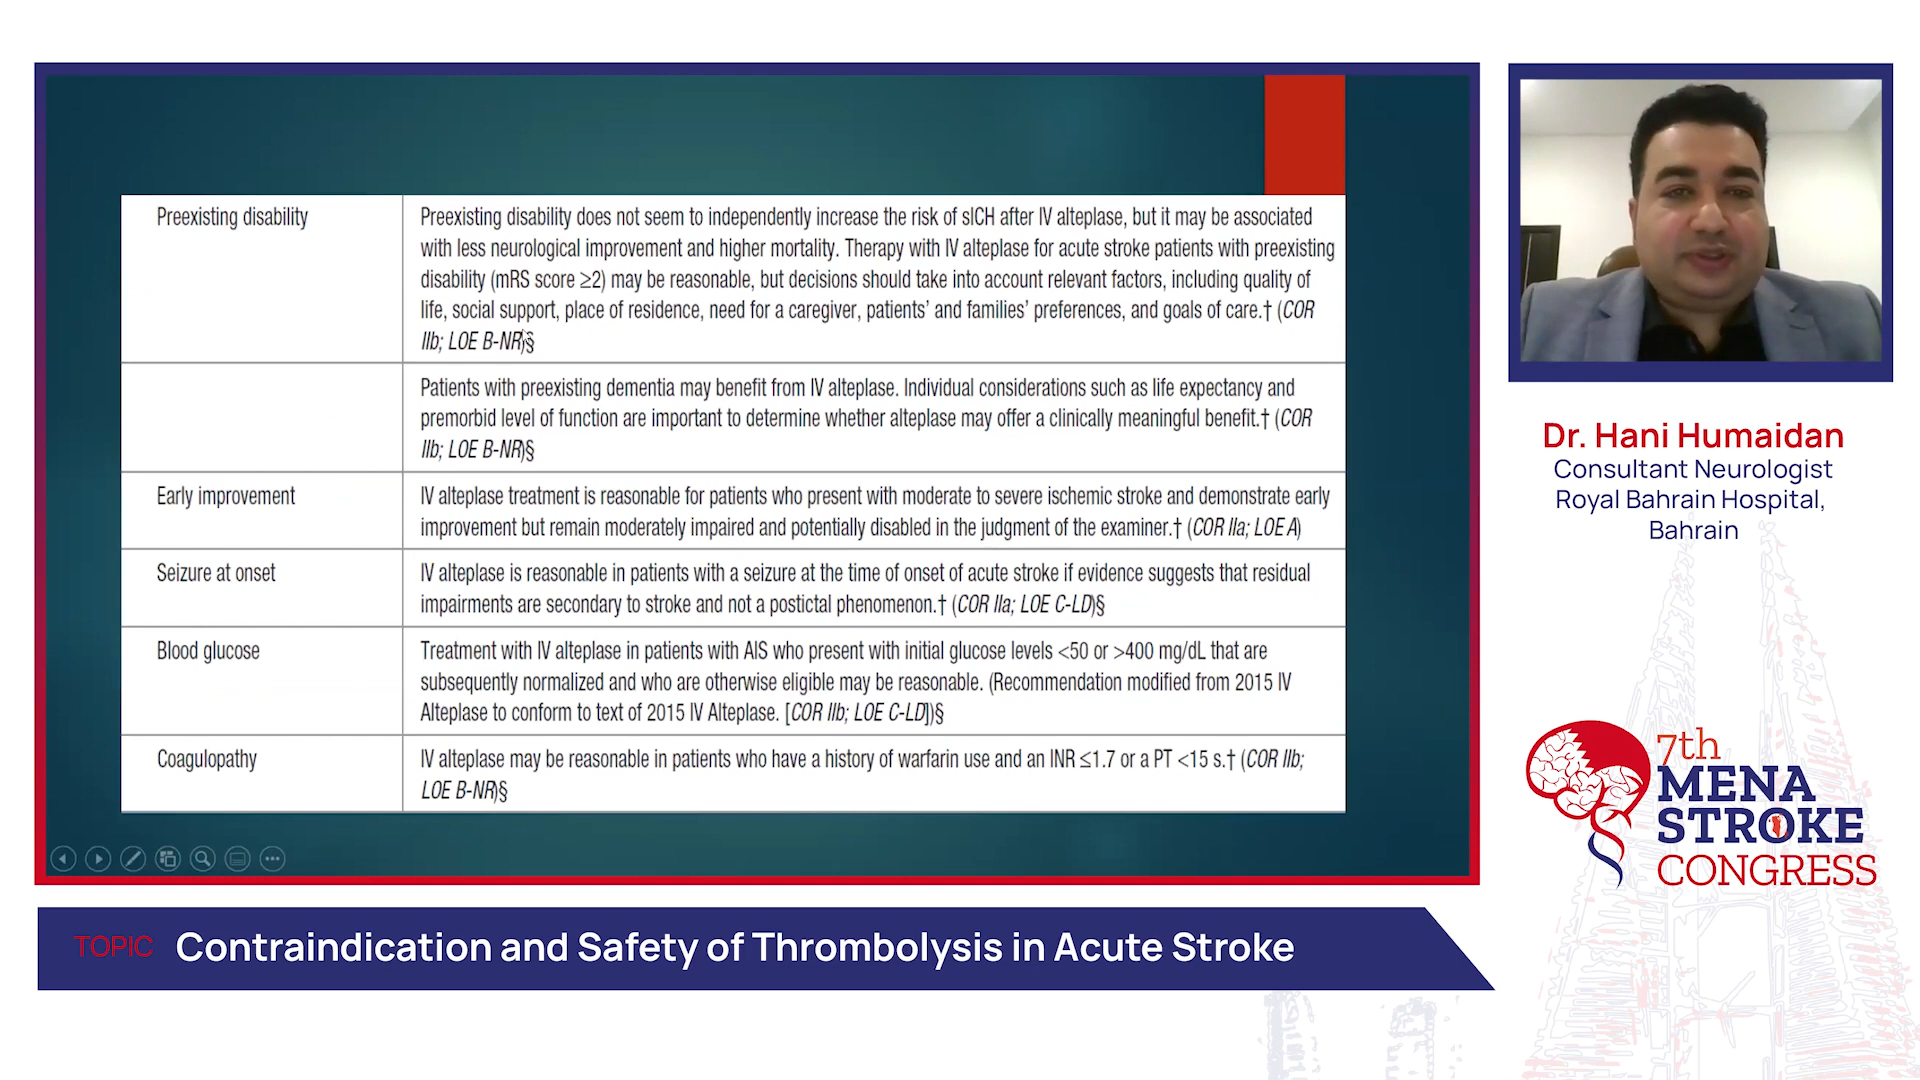 Preexisting disability
Preexisting disability does not seem to independently increase the risk of sICH after IV alteplase, but it may be associated
with less neurological improvement and higher mortality. Therapy with IV alteplase for acute stroke patients with preexisting
disability (mRS score ≥2) may be reasonable, but decisions should take into account relevant factors, including quality of
life, social support, place of residence, need for a caregiver, patients’ and families’ preferences, and goals of care.† (COR
IIb; LOE B-NR)§
Patients with preexisting dementia may benefit from IV alteplase. Individual considerations such as life expectancy and
premorbid level of function are important to determine whether alteplase may offer a clinically meaningful benefit.† (COR
IIb; LOE B-NR)§
Early improvement
IV alteplase treatment is reasonable for patients who present with moderate to severe ischemic stroke and demonstrate early
improvement but remain moderately impaired and potentially disabled in the judgment of the examiner.† (COR IIa; LOE A)
Seizure at onset
IV alteplase is reasonable in patients with a seizure at the time of onset of acute stroke if evidence suggests that residual
impairments are secondary to stroke and not a postictal phenomenon.† (COR IIa; LOE C-LD)§
Blood glucose
Treatment with IV alteplase in patients with AIS who present with initial glucose levels <50 or >400 mg/dL that are
subsequently normalized and who are otherwise eligible may be reasonable. (Recommendation modified from 2015 IV
Alteplase to conform to text of 2015 IV Alteplase. [COR IIb; LOE C-LD])§
Coagulopathy
IV alteplase may be reasonable in patients who have a history of warfarin use and an INR ≤1.7 or a PT <15 s.† (COR IIb;
LOE B-NR)§
Dr. Hani Humaidan
Consultant Neurologist
Royal Bahrain Hospital,
Bahrain
7th
MENA
STROKE
CONGRESS
TOPIC Contraindication and Safety of Thrombolysis in Acute Stroke